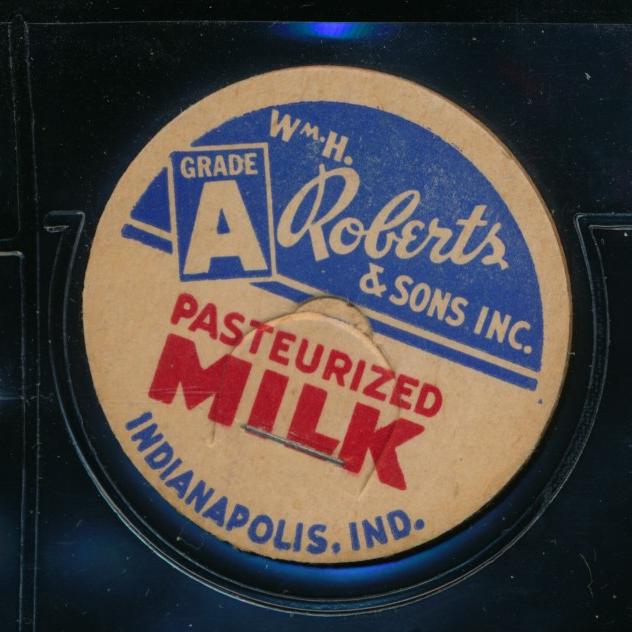 Wm. H.
GRADE
A
Roberts
& SONS INC.
PASTEURIZED
MILK
INDIANAPOLIS, IND.